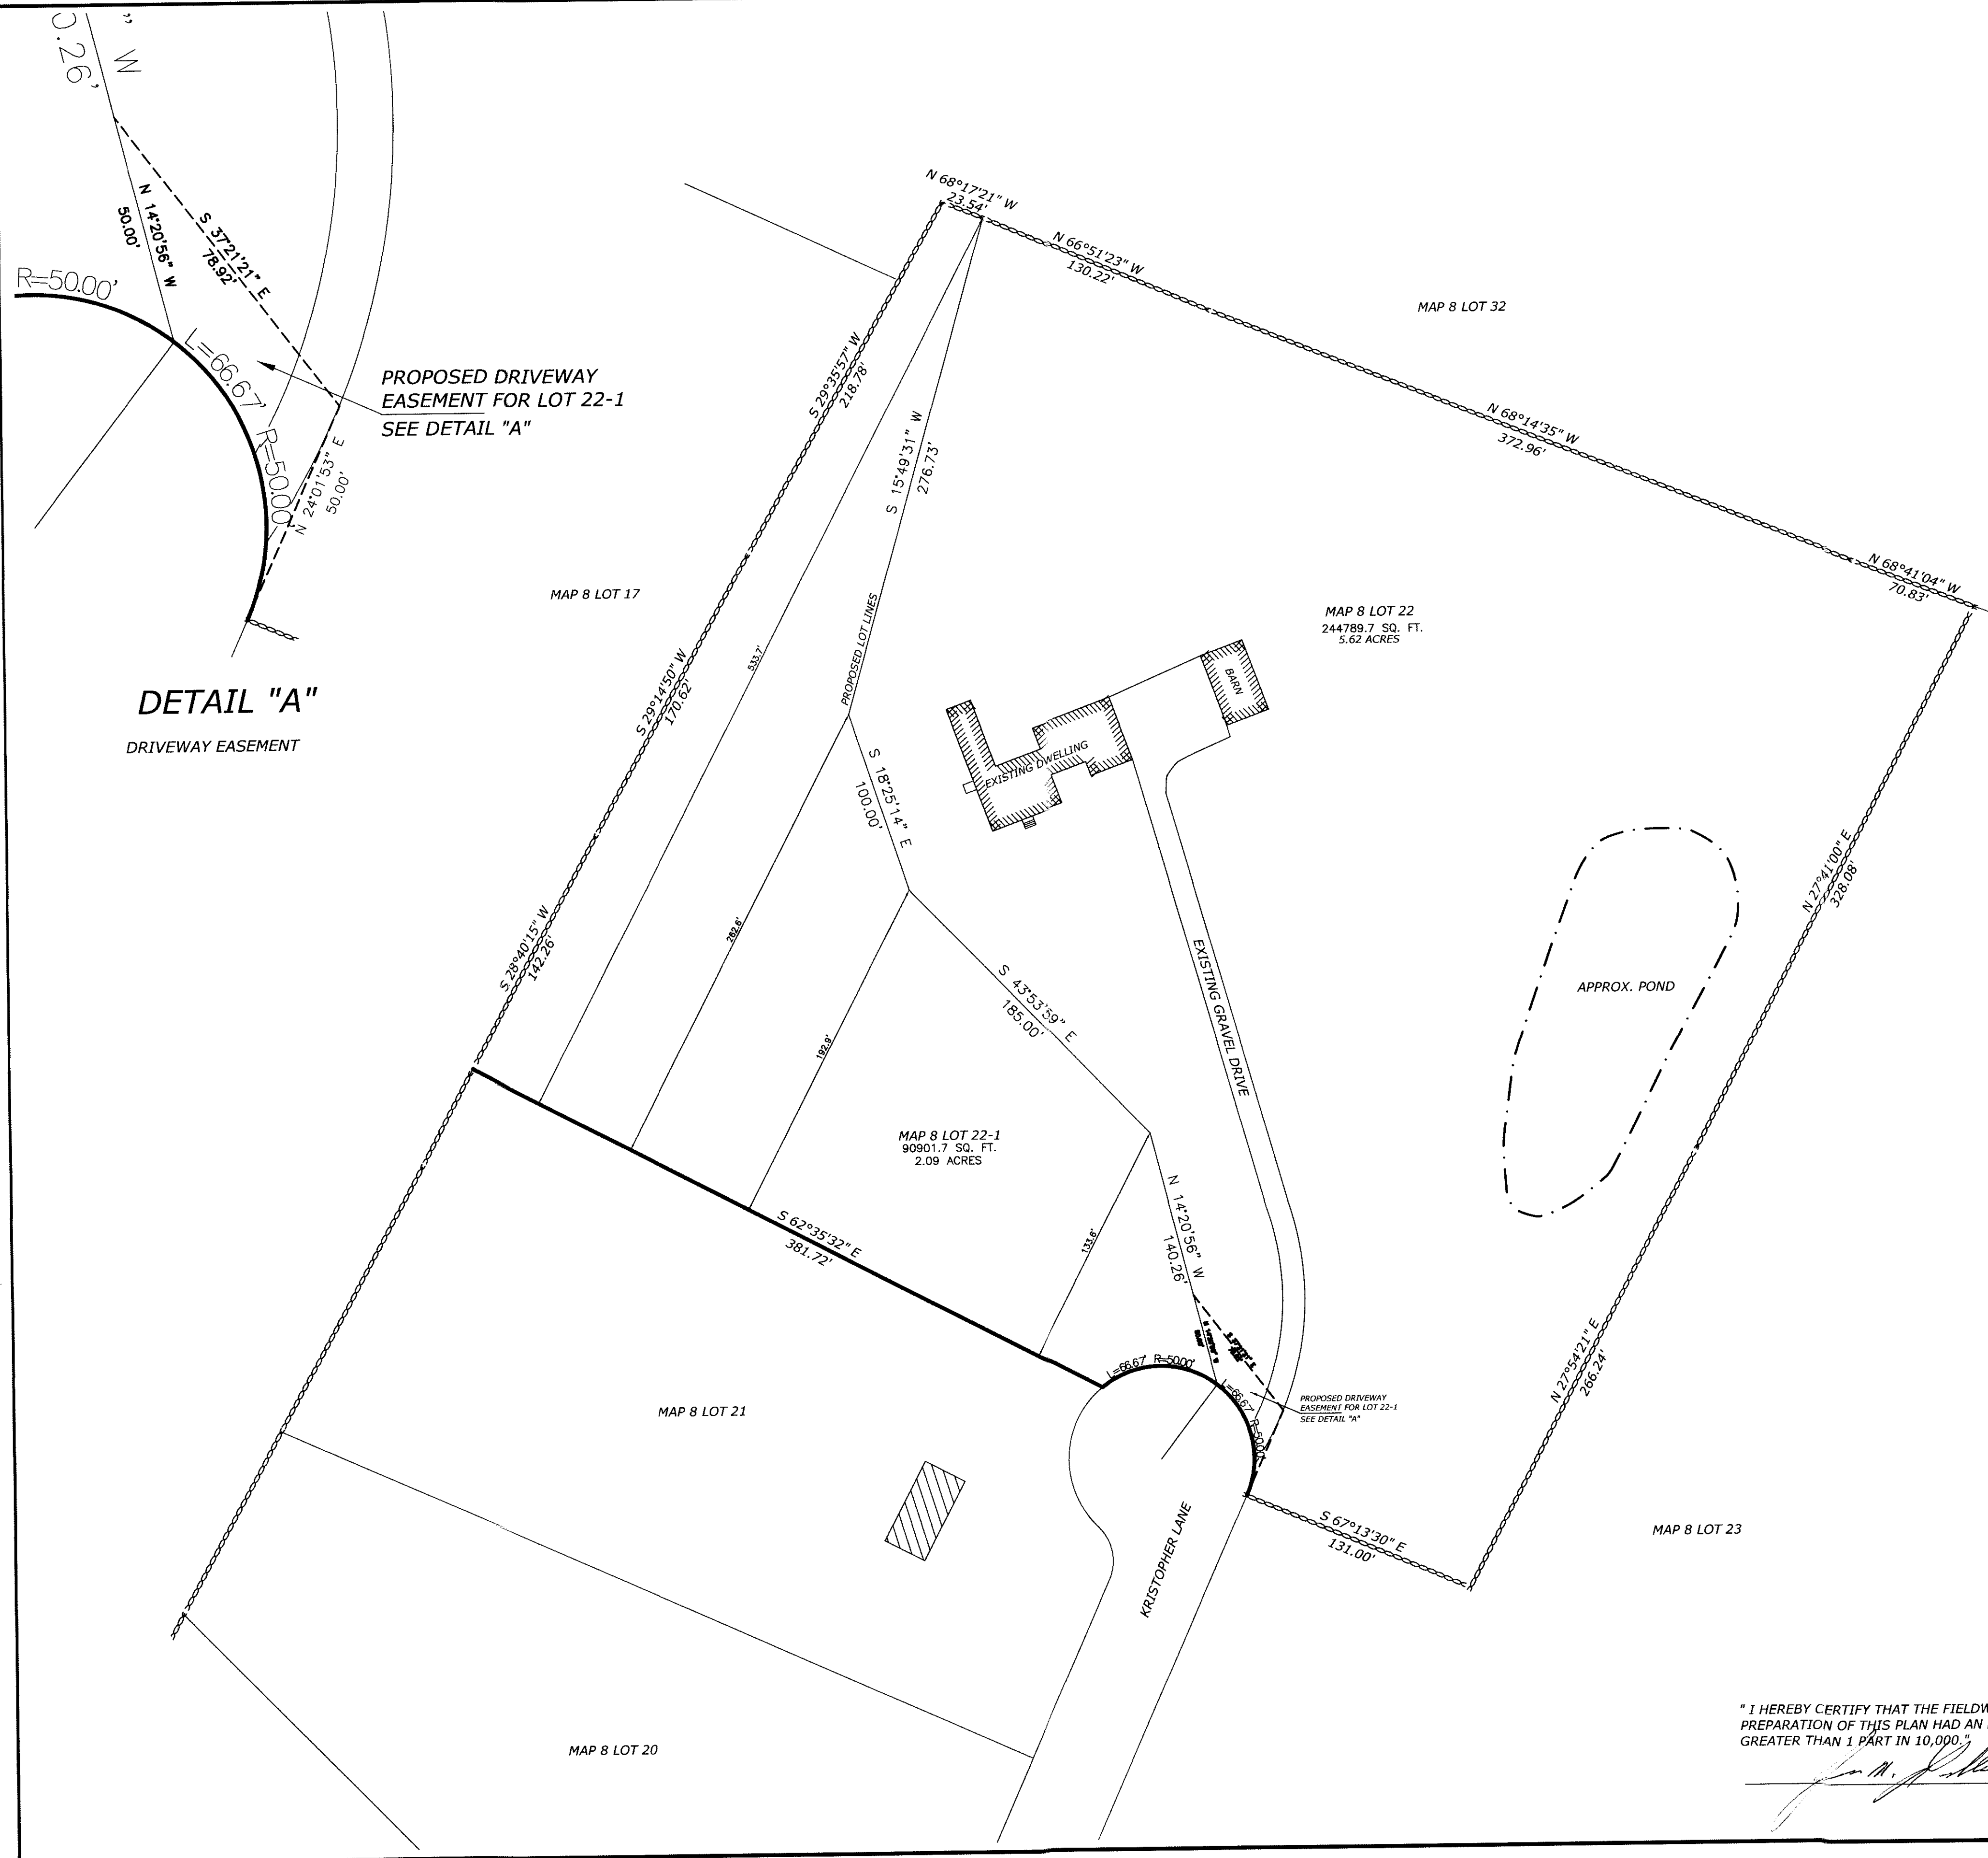 0.26'
" W
N 14°20'56" W
50.00'
S 37°21'21" E
78.92'
R=50.00'
L=66.67'
R=50.00'
N 24°01'53" E
50.00'
PROPOSED DRIVEWAY
EASEMENT FOR LOT 22-1
SEE DETAIL "A"
DETAIL "A"
DRIVEWAY EASEMENT
N 68°17'21" W
23.54'
N 66°51'23" W
130.22'
MAP 8 LOT 32
N 68°14'35" W
372.96'
N 68°41'04" W
70.83'
S 29°35'57" W
218.78'
S 15°49'31" W
276.73'
MAP 8 LOT 17
533.7'
PROPOSED LOT LINES
MAP 8 LOT 22
244789.7 SQ. FT.
5.62 ACRES
BARN
EXISTING DWELLING
S 29°14'50" W
170.62'
S 18°25'14" E
100.00'
262.6'
S 28°40'15" W
142.26'
N 27°41'00" E
328.08'
APPROX. POND
EXISTING GRAVEL DRIVE
S 43°53'59" E
185.00'
192.9'
MAP 8 LOT 22-1
90901.7 SQ. FT.
2.09 ACRES
S 62°35'32" E
381.72'
133.6'
N 14°20'56" W
140.26'
L=66.67' R=50.00'
L=66.67'
R=50.00'
PROPOSED DRIVEWAY
EASEMENT FOR LOT 22-1
SEE DETAIL "A"
N 27°54'21" E
266.24'
MAP 8 LOT 21
KRISTOPHER LANE
S 67°13'30" E
131.00'
MAP 8 LOT 23
MAP 8 LOT 20
" I HEREBY CERTIFY THAT THE FIELDW
PREPARATION OF THIS PLAN HAD AN
GREATER THAN 1 PART IN 10,000."